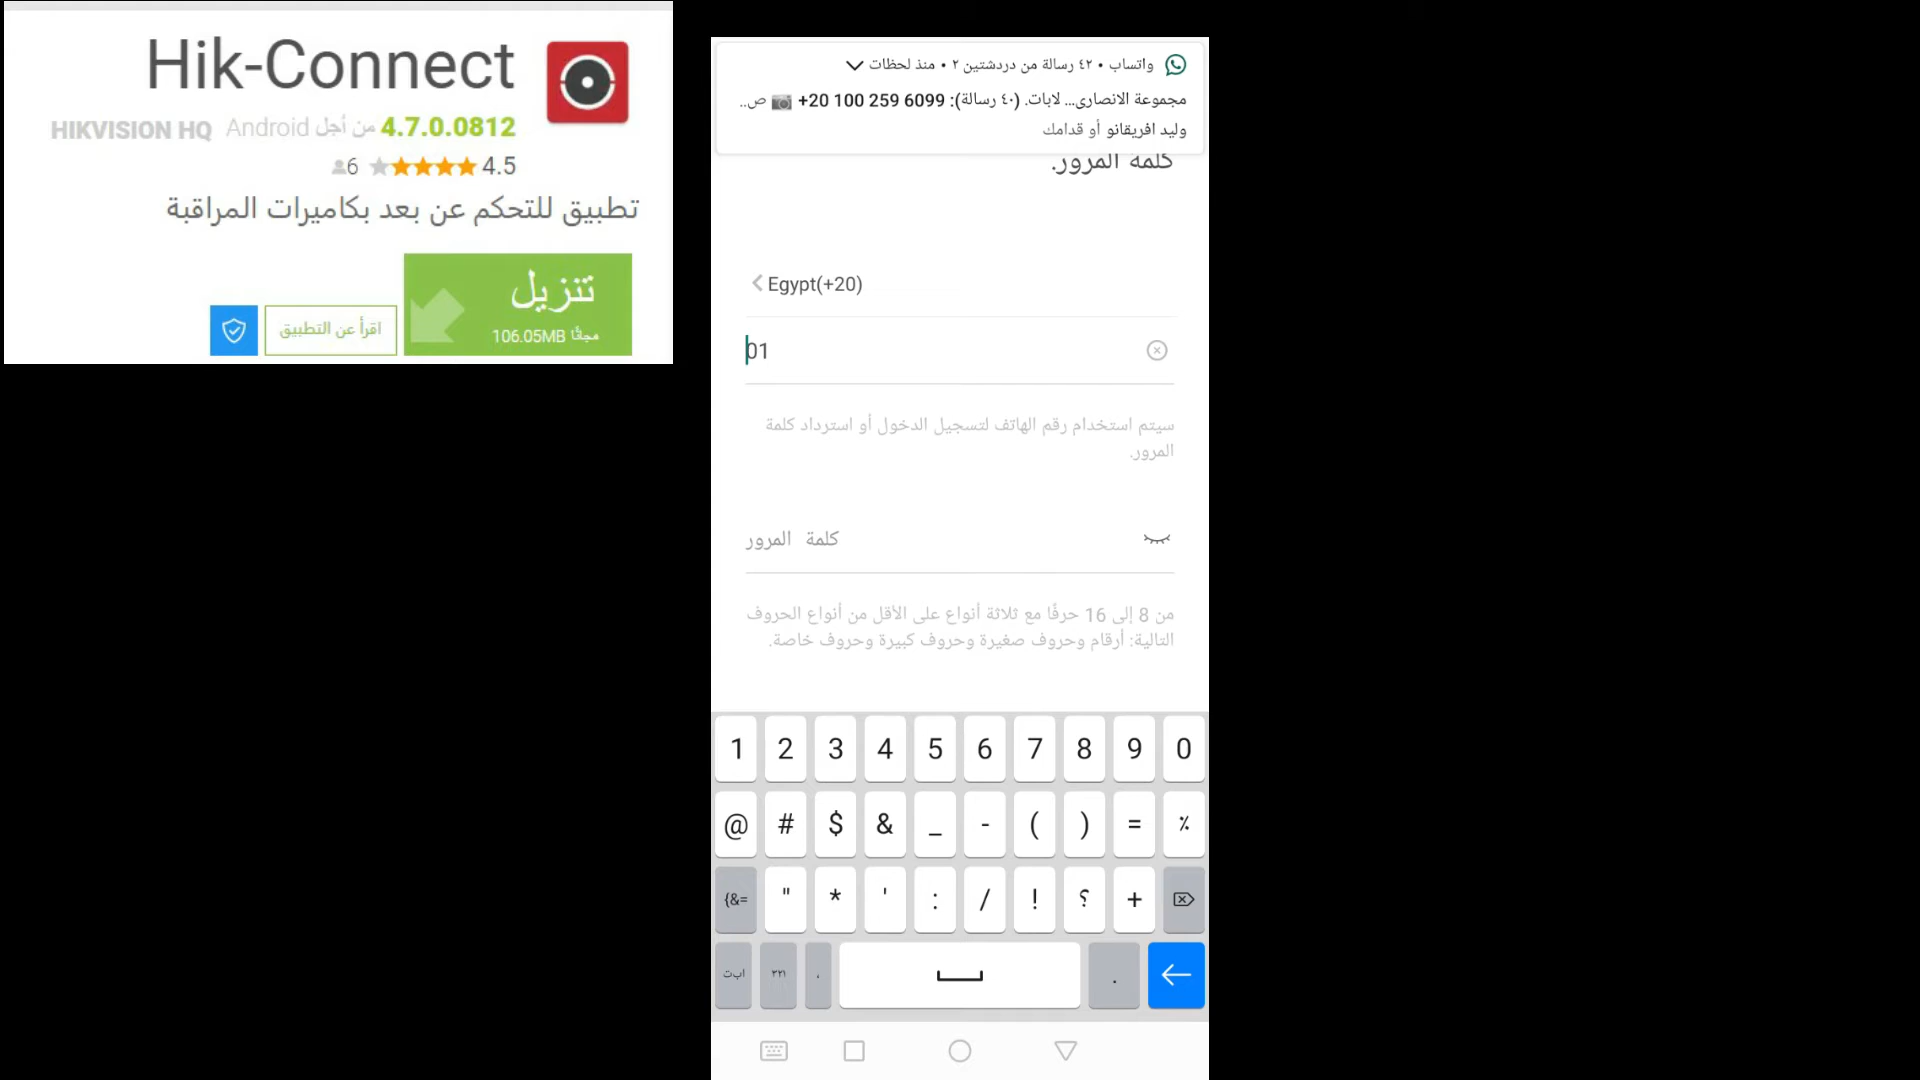 Hik-Connect
4.7.0.0812 من أجل Android HIKVISION HQ
4.5 6
تطبيق للتحكم عن بعد بكاميرات المراقبة
تنزيل
مجانًا 106.05MB
اقرأ عن التطبيق
واتساب • ٤٢ رسالة من دردشتين ٢ • منذ لحظات
مجموعة الانصارى... لابات. (٤٠ رسالة): ‎+20 100 259 6099 📷 ص..
وليد افريقانو أو قدامك
كلمة المرور.
Egypt(+20)
01
سيتم استخدام رقم الهاتف لتسجيل الدخول أو استرداد كلمة
المرور.
كلمة المرور
من 8 إلى 16 حرفًا مع ثلاثة أنواع على الأقل من أنواع الحروف
التالية: أرقام وحروف صغيرة وحروف كبيرة وحروف خاصة.
1 2 3 4 5 6 7 8 9 0
@ # $ & _ - ( ) = ٪
{&= " * ' : / ! ؟ +
ابت ٣٢١ ، .